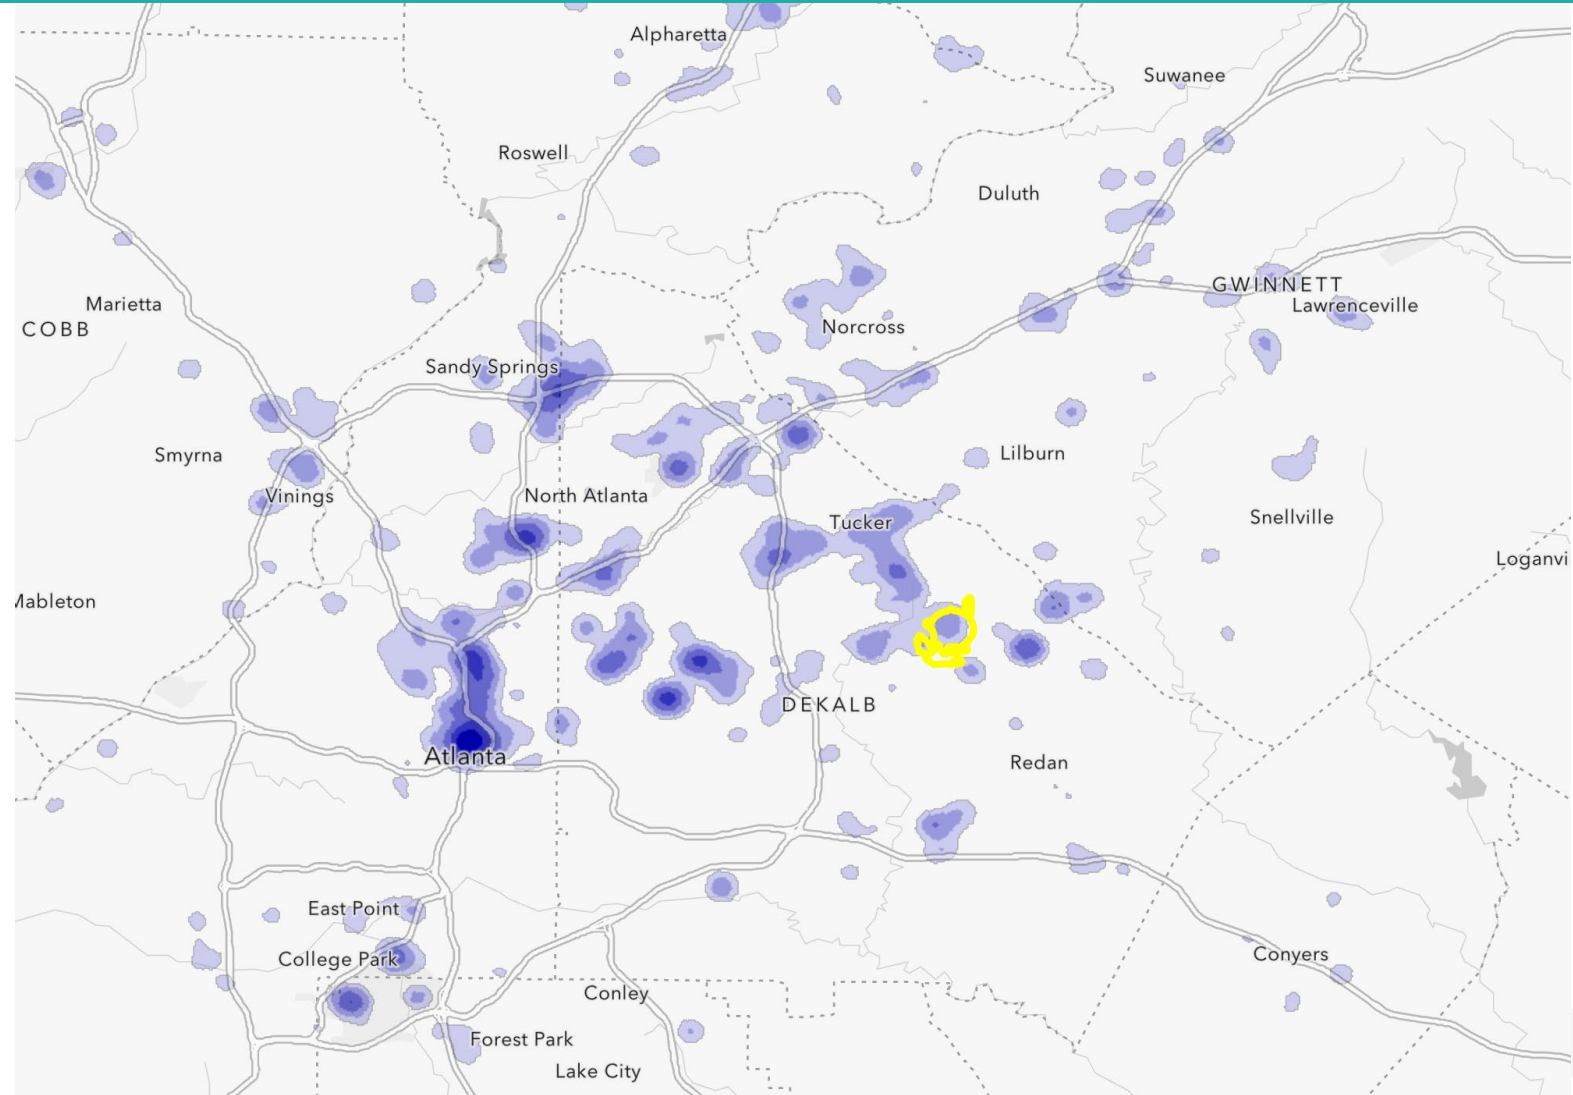 Alpharetta
Suwanee
Roswell
Duluth
GWINNETT
Marietta
Lawrenceville
COBB
Norcross
Sandy Springs
Smyrna
Lilburn
Vinings
North Atlanta
Tucker
Snellville
Loganvi
Mableton
DEKALB
Atlanta
Redan
East Point
College Park
Conyers
Conley
Forest Park
Lake City